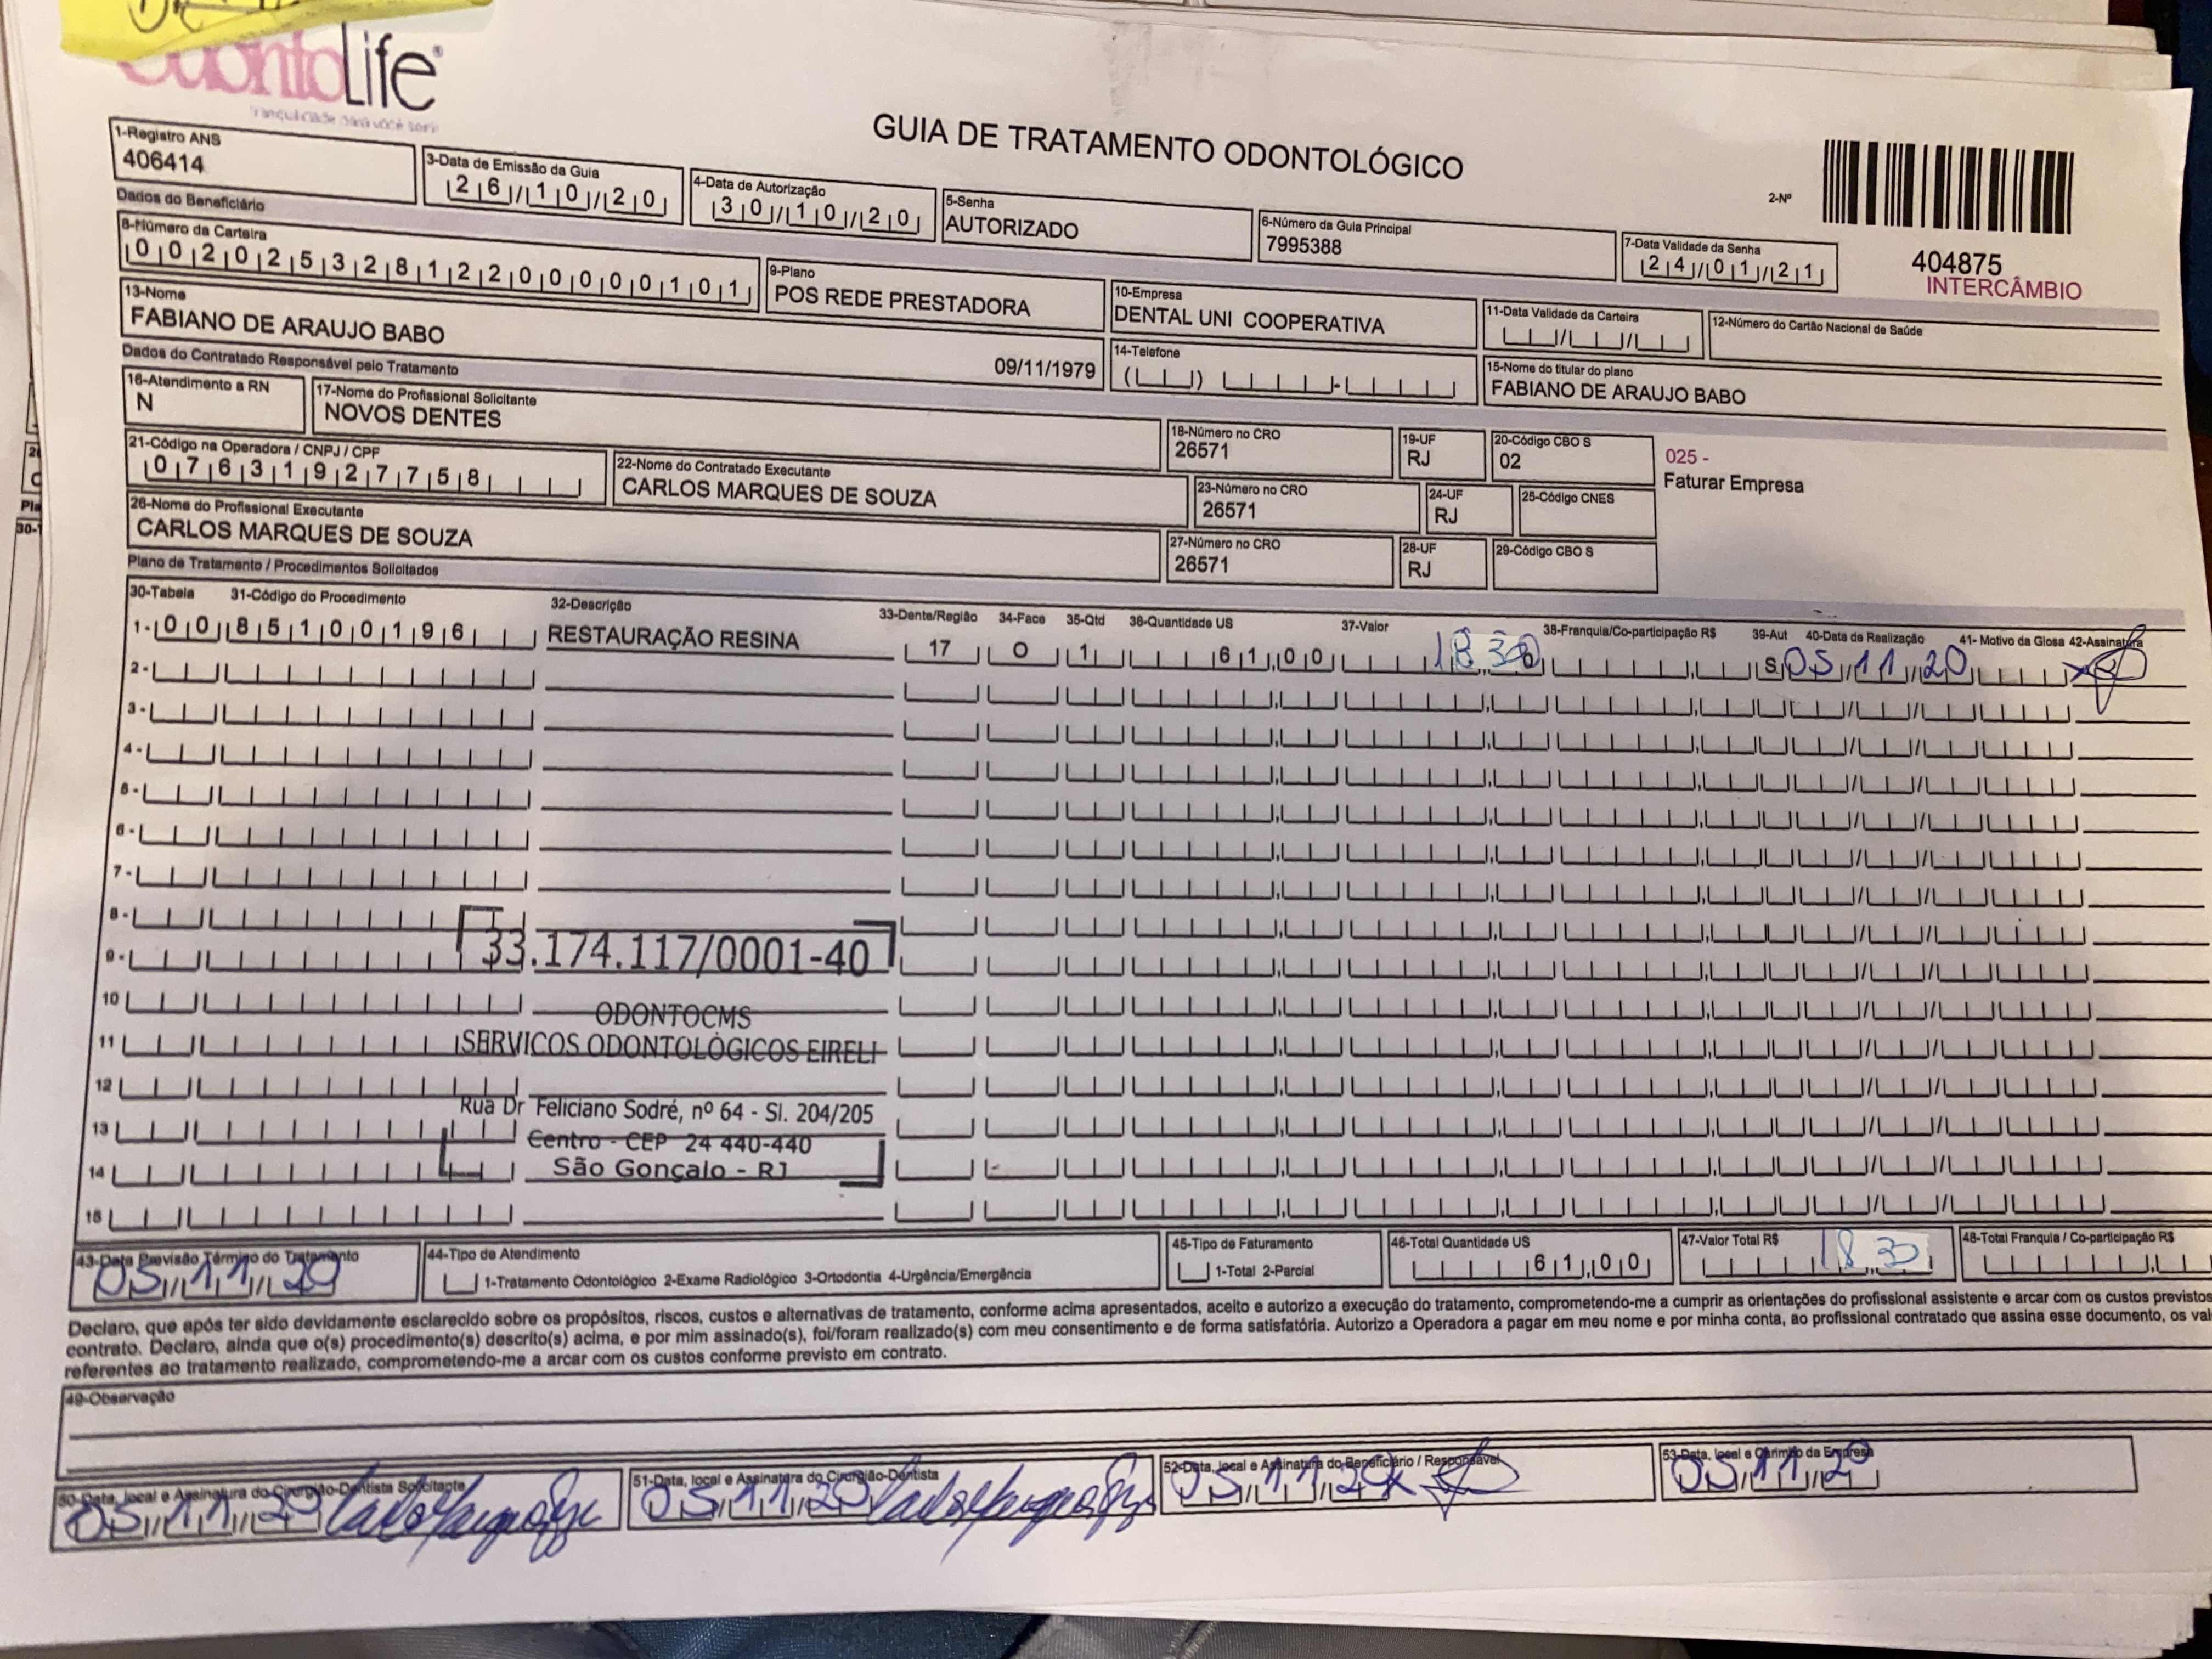 OdontoLife®
Tranquilidade para você sorrir
GUIA DE TRATAMENTO ODONTOLÓGICO
2-Nº
404875
INTERCÂMBIO
1-Registro ANS
406414
3-Data de Emissão da Guia
26/10/20
4-Data de Autorização
30/10/20
5-Senha
AUTORIZADO
6-Número da Guia Principal
7995388
7-Data Validade da Senha
24/01/21
Dados do Beneficiário
8-Número da Carteira
00202532812200000101
9-Plano
POS REDE PRESTADORA
10-Empresa
DENTAL UNI COOPERATIVA
11-Data Validade da Carteira
12-Número do Cartão Nacional de Saúde
13-Nome
FABIANO DE ARAUJO BABO
09/11/1979
14-Telefone
15-Nome do titular do plano
FABIANO DE ARAUJO BABO
Dados do Contratado Responsável pelo Tratamento
16-Atendimento a RN
N
17-Nome do Profissional Solicitante
NOVOS DENTES
18-Número no CRO
26571
19-UF
RJ
20-Código CBO S
02
025 -
Faturar Empresa
21-Código na Operadora / CNPJ / CPF
07631927758
22-Nome do Contratado Executante
CARLOS MARQUES DE SOUZA
23-Número no CRO
26571
24-UF
RJ
25-Código CNES
26-Nome do Profissional Executante
CARLOS MARQUES DE SOUZA
27-Número no CRO
26571
28-UF
RJ
29-Código CBO S
Plano de Tratamento / Procedimentos Solicitados
30-Tabela 31-Código do Procedimento 32-Descrição 33-Dente/Região 34-Face 35-Qtd 36-Quantidade US 37-Valor 38-Franquia/Co-participação R$ 39-Aut 40-Data de Realização 41- Motivo da Glosa 42-Assinatura
1- 00 85100196 RESTAURAÇÃO RESINA 17 O 1 61,00 18,30 S 05/11/20
2-
3-
4-
5-
6-
7-
8-
9-
33.174.117/0001-40
10
ODONTOCMS
11
SERVICOS ODONTOLÓGICOS EIRELI
12
Rua Dr Feliciano Sodré, nº 64 - Sl. 204/205
13
Centro - CEP 24 440-440
14
São Gonçalo - RJ
15
43-Data Previsão Término do Tratamento
05/11/20
44-Tipo de Atendimento
1-Tratamento Odontológico 2-Exame Radiológico 3-Ortodontia 4-Urgência/Emergência
45-Tipo de Faturamento
1-Total 2-Parcial
46-Total Quantidade US
61,00
47-Valor Total R$
18,30
48-Total Franquia / Co-participação R$
Declaro, que após ter sido devidamente esclarecido sobre os propósitos, riscos, custos e alternativas de tratamento, conforme acima apresentados, aceito e autorizo a execução do tratamento, comprometendo-me a cumprir as orientações do profissional assistente e arcar com os custos previstos
contrato. Declaro, ainda que o(s) procedimento(s) descrito(s) acima, e por mim assinado(s), foi/foram realizado(s) com meu consentimento e de forma satisfatória. Autorizo a Operadora a pagar em meu nome e por minha conta, ao profissional contratado que assina esse documento, os val
referentes ao tratamento realizado, comprometendo-me a arcar com os custos conforme previsto em contrato.
49-Observação
50-Data, local e Assinatura do Cirurgião-Dentista Solicitante
05/11/20
51-Data, local e Assinatura do Cirurgião-Dentista
05/11/20
52-Data, local e Assinatura do Beneficiário / Responsável
05/11/20
53-Data, local e Carimbo da Empresa
05/11/20